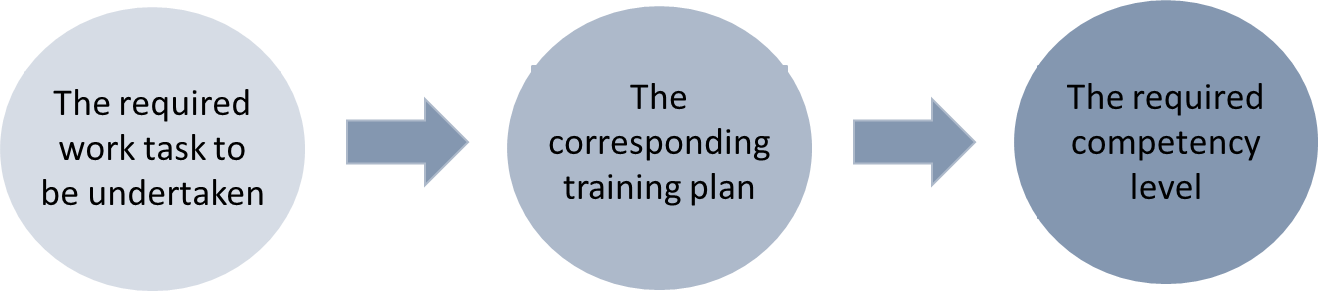 The required
work task to
be undertaken
The
corresponding
training plan
The required
competency
level